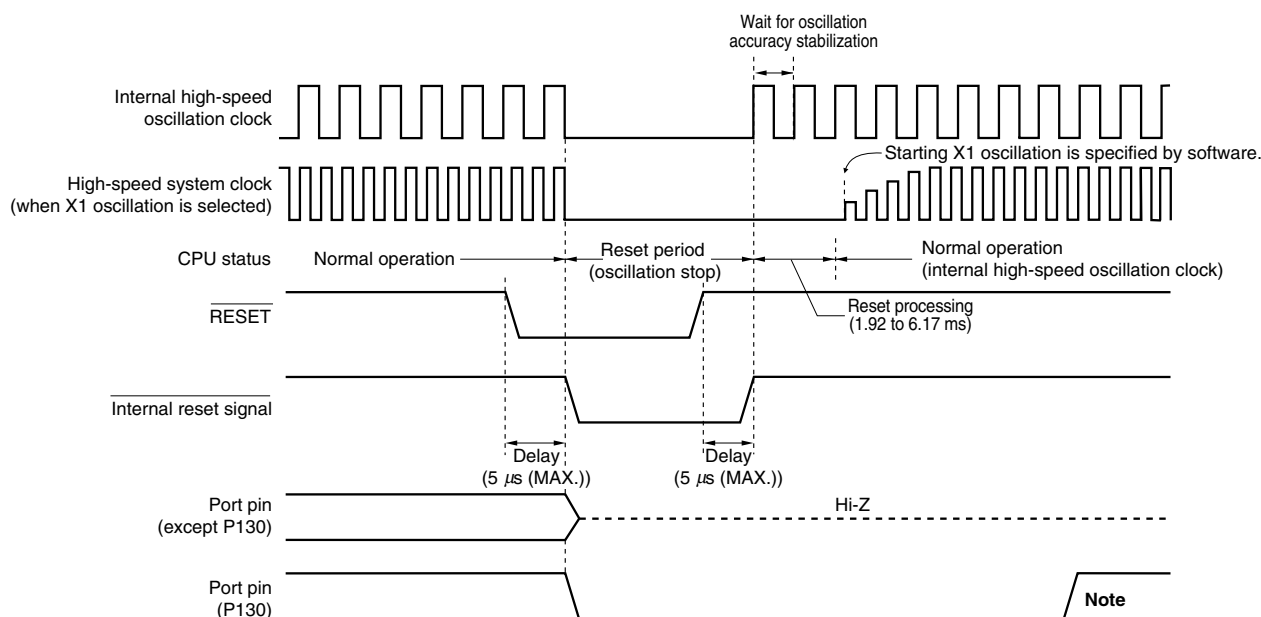 Wait for oscillation
accuracy stabilization
Internal high-speed
oscillation clock
Starting X1 oscillation is specified by software.
High-speed system clock
(when X1 oscillation is selected)
CPU status
Normal operation
Reset period
(oscillation stop)
Normal operation
(internal high-speed oscillation clock)
Reset processing
(1.92 to 6.17 ms)
RESET
Internal reset signal
Delay
(5 μs (MAX.))
Delay
(5 μs (MAX.))
Port pin
(except P130)
Hi-Z
Port pin
(P130)
Note